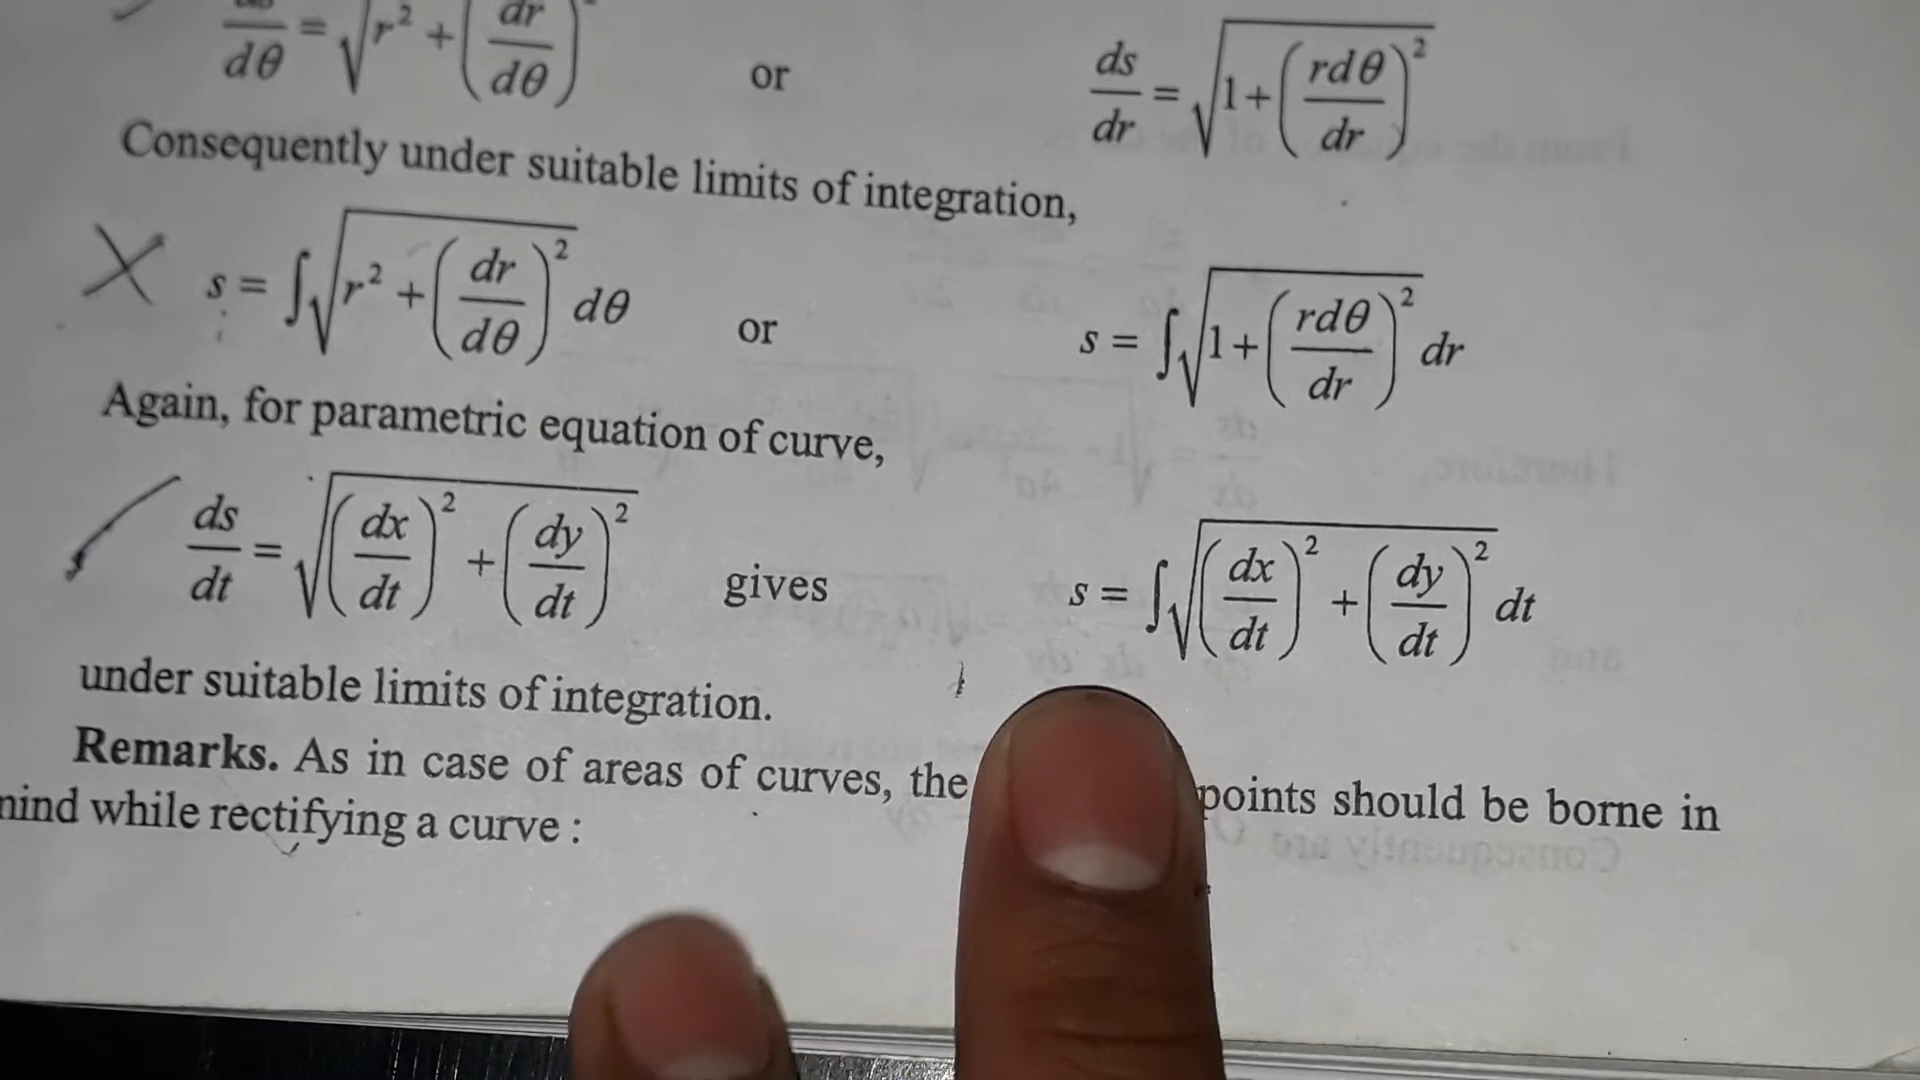 dθ = √r² + (dr/dθ) or ds/dr = √1 + (rdθ/dr)²
Consequently under suitable limits of integration,
s = ∫√r² + (dr/dθ)² dθ or s = ∫√1 + (rdθ/dr)² dr
Again, for parametric equation of curve,
ds/dt = √(dx/dt)² + (dy/dt)² gives s = ∫√(dx/dt)² + (dy/dt)² dt
under suitable limits of integration.
Remarks. As in case of areas of curves, the points should be borne in
mind while rectifying a curve :